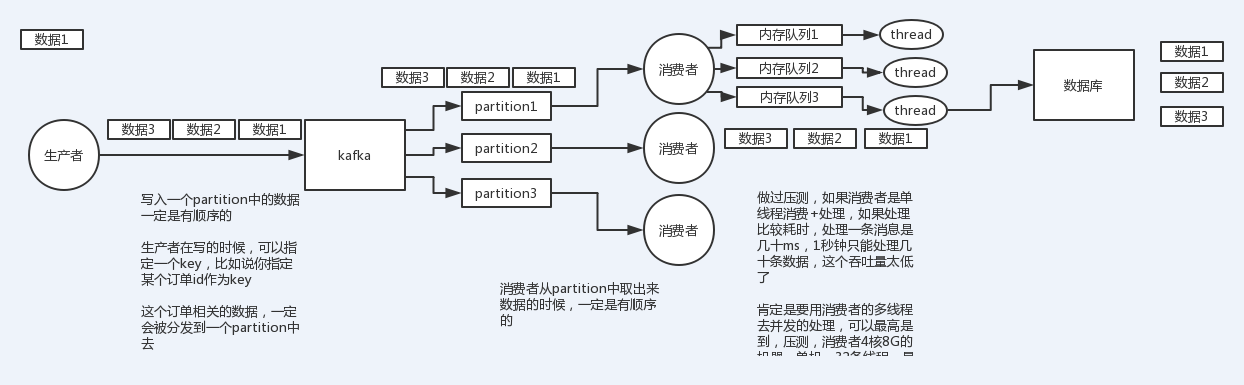 数据1
生产者
数据3
数据2
数据1
kafka
写入一个partition中的数据
一定是有顺序的
生产者在写的时候，可以指
定一个key，比如说你指定
某个订单id作为key
这个订单相关的数据，一定
会被分发到一个partition中
去
数据3
数据2
数据1
partition1
partition2
partition3
消费者
消费者
消费者
消费者从partition中取出来
数据的时候，一定是有顺序
的
内存队列1
内存队列2
内存队列3
thread
thread
thread
数据3
数据2
数据1
做过压测，如果消费者是单
线程消费+处理，如果处理
比较耗时，处理一条消息是
几十ms，1秒钟只能处理几
十条数据，这个吞吐量太低
了
肯定是要用消费者的多线程
去并发的处理，可以最高是
到，压测，消费者4核8G的
数据库
数据1
数据2
数据3